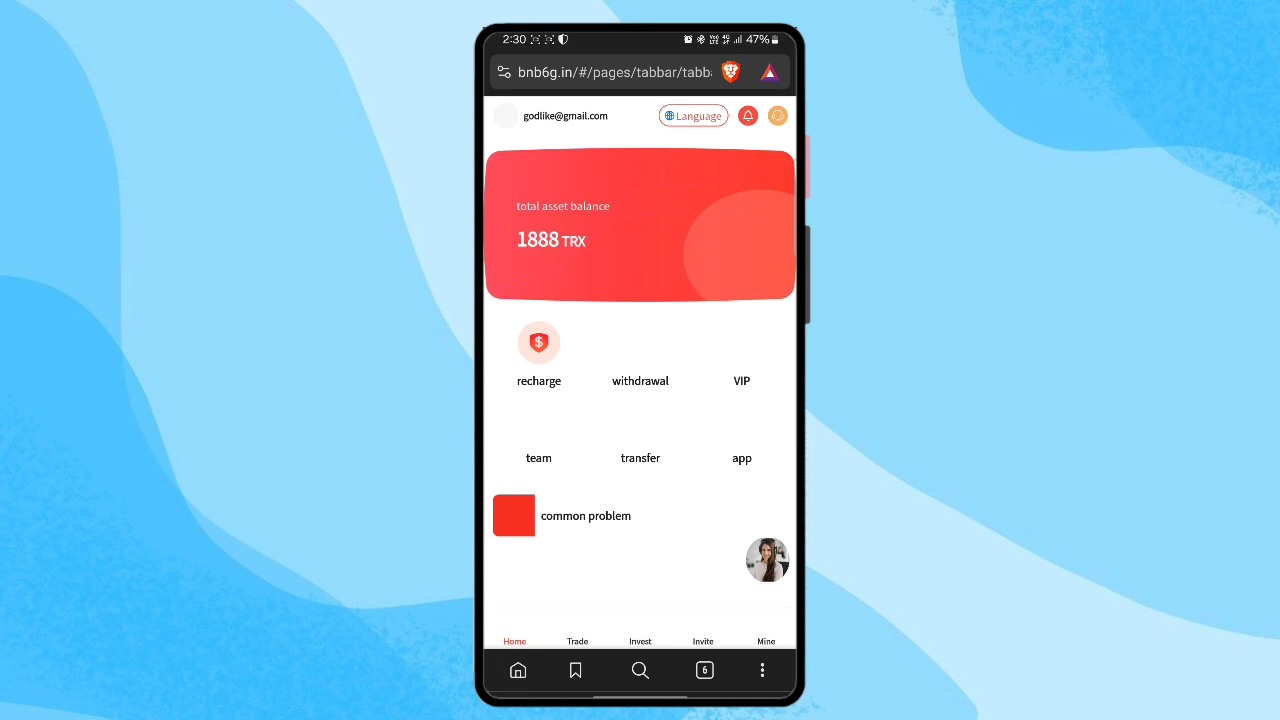 2:30 47%
bnb6g.in/#/pages/tabbar/tabb
godlike@gmail.com Language
total asset balance
1888 TRX
recharge withdrawal VIP
team transfer app
common problem
Home Trade Invest Invite Mine
6